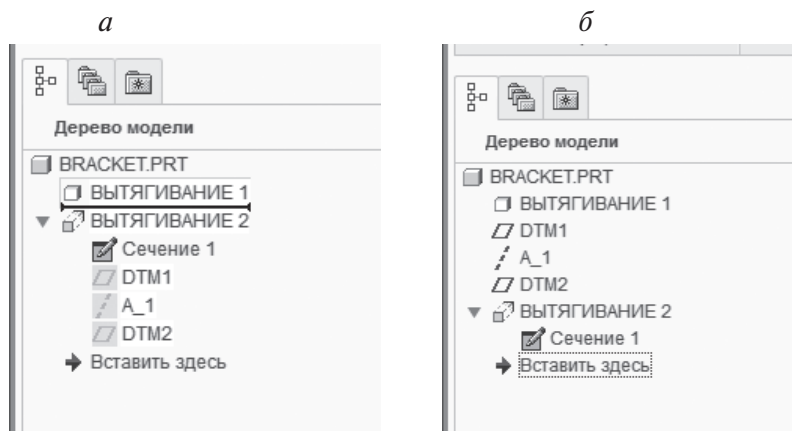 а
Дерево модели
BRACKET.PRT
ВЫТЯГИВАНИЕ 1
ВЫТЯГИВАНИЕ 2
Сечение 1
DTM1
A_1
DTM2
Вставить здесь
б
Дерево модели
BRACKET.PRT
ВЫТЯГИВАНИЕ 1
DTM1
A_1
DTM2
ВЫТЯГИВАНИЕ 2
Сечение 1
Вставить здесь